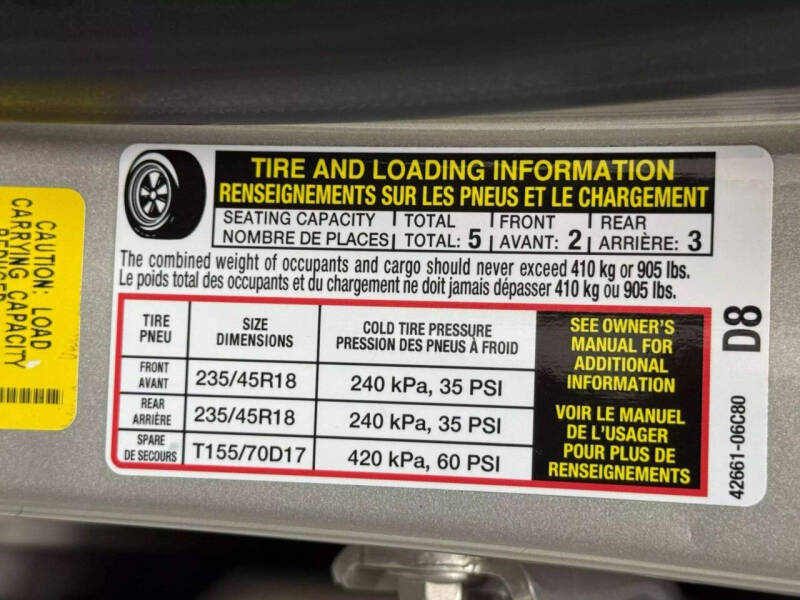 TIRE AND LOADING INFORMATION
RENSEIGNEMENTS SUR LES PNEUS ET LE CHARGEMENT
SEATING CAPACITY TOTAL FRONT REAR
NOMBRE DE PLACES TOTAL: 5 AVANT: 2 ARRIÈRE: 3
The combined weight of occupants and cargo should never exceed 410 kg or 905 lbs.
Le poids total des occupants et du chargement ne doit jamais dépasser 410 kg ou 905 lbs.
TIRE
PNEU
SIZE
DIMENSIONS
COLD TIRE PRESSURE
PRESSION DES PNEUS À FROID
FRONT
AVANT
235/45R18
240 kPa, 35 PSI
REAR
ARRIÈRE
235/45R18
240 kPa, 35 PSI
SPARE
DE SECOURS
T155/70D17
420 kPa, 60 PSI
SEE OWNER'S
MANUAL FOR
ADDITIONAL
INFORMATION
VOIR LE MANUEL
DE L'USAGER
POUR PLUS DE
RENSEIGNEMENTS
D8
42661-06C80
CAUTION: LOAD
CARRYING CAPACITY